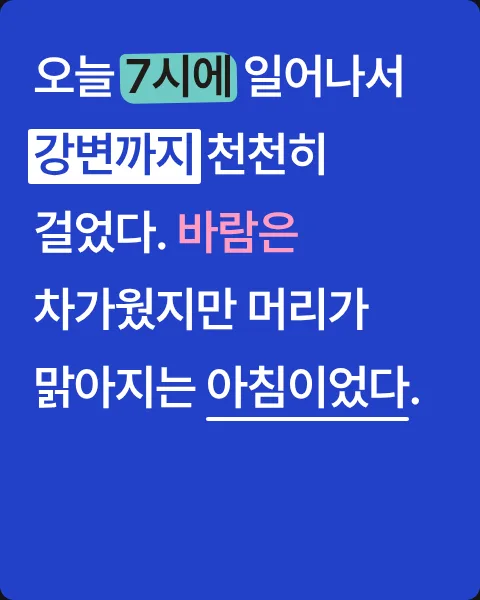 오늘 7시에 일어나서
강변까지 천천히
걸었다. 바람은
차가웠지만 머리가
맑아지는 아침이었다.